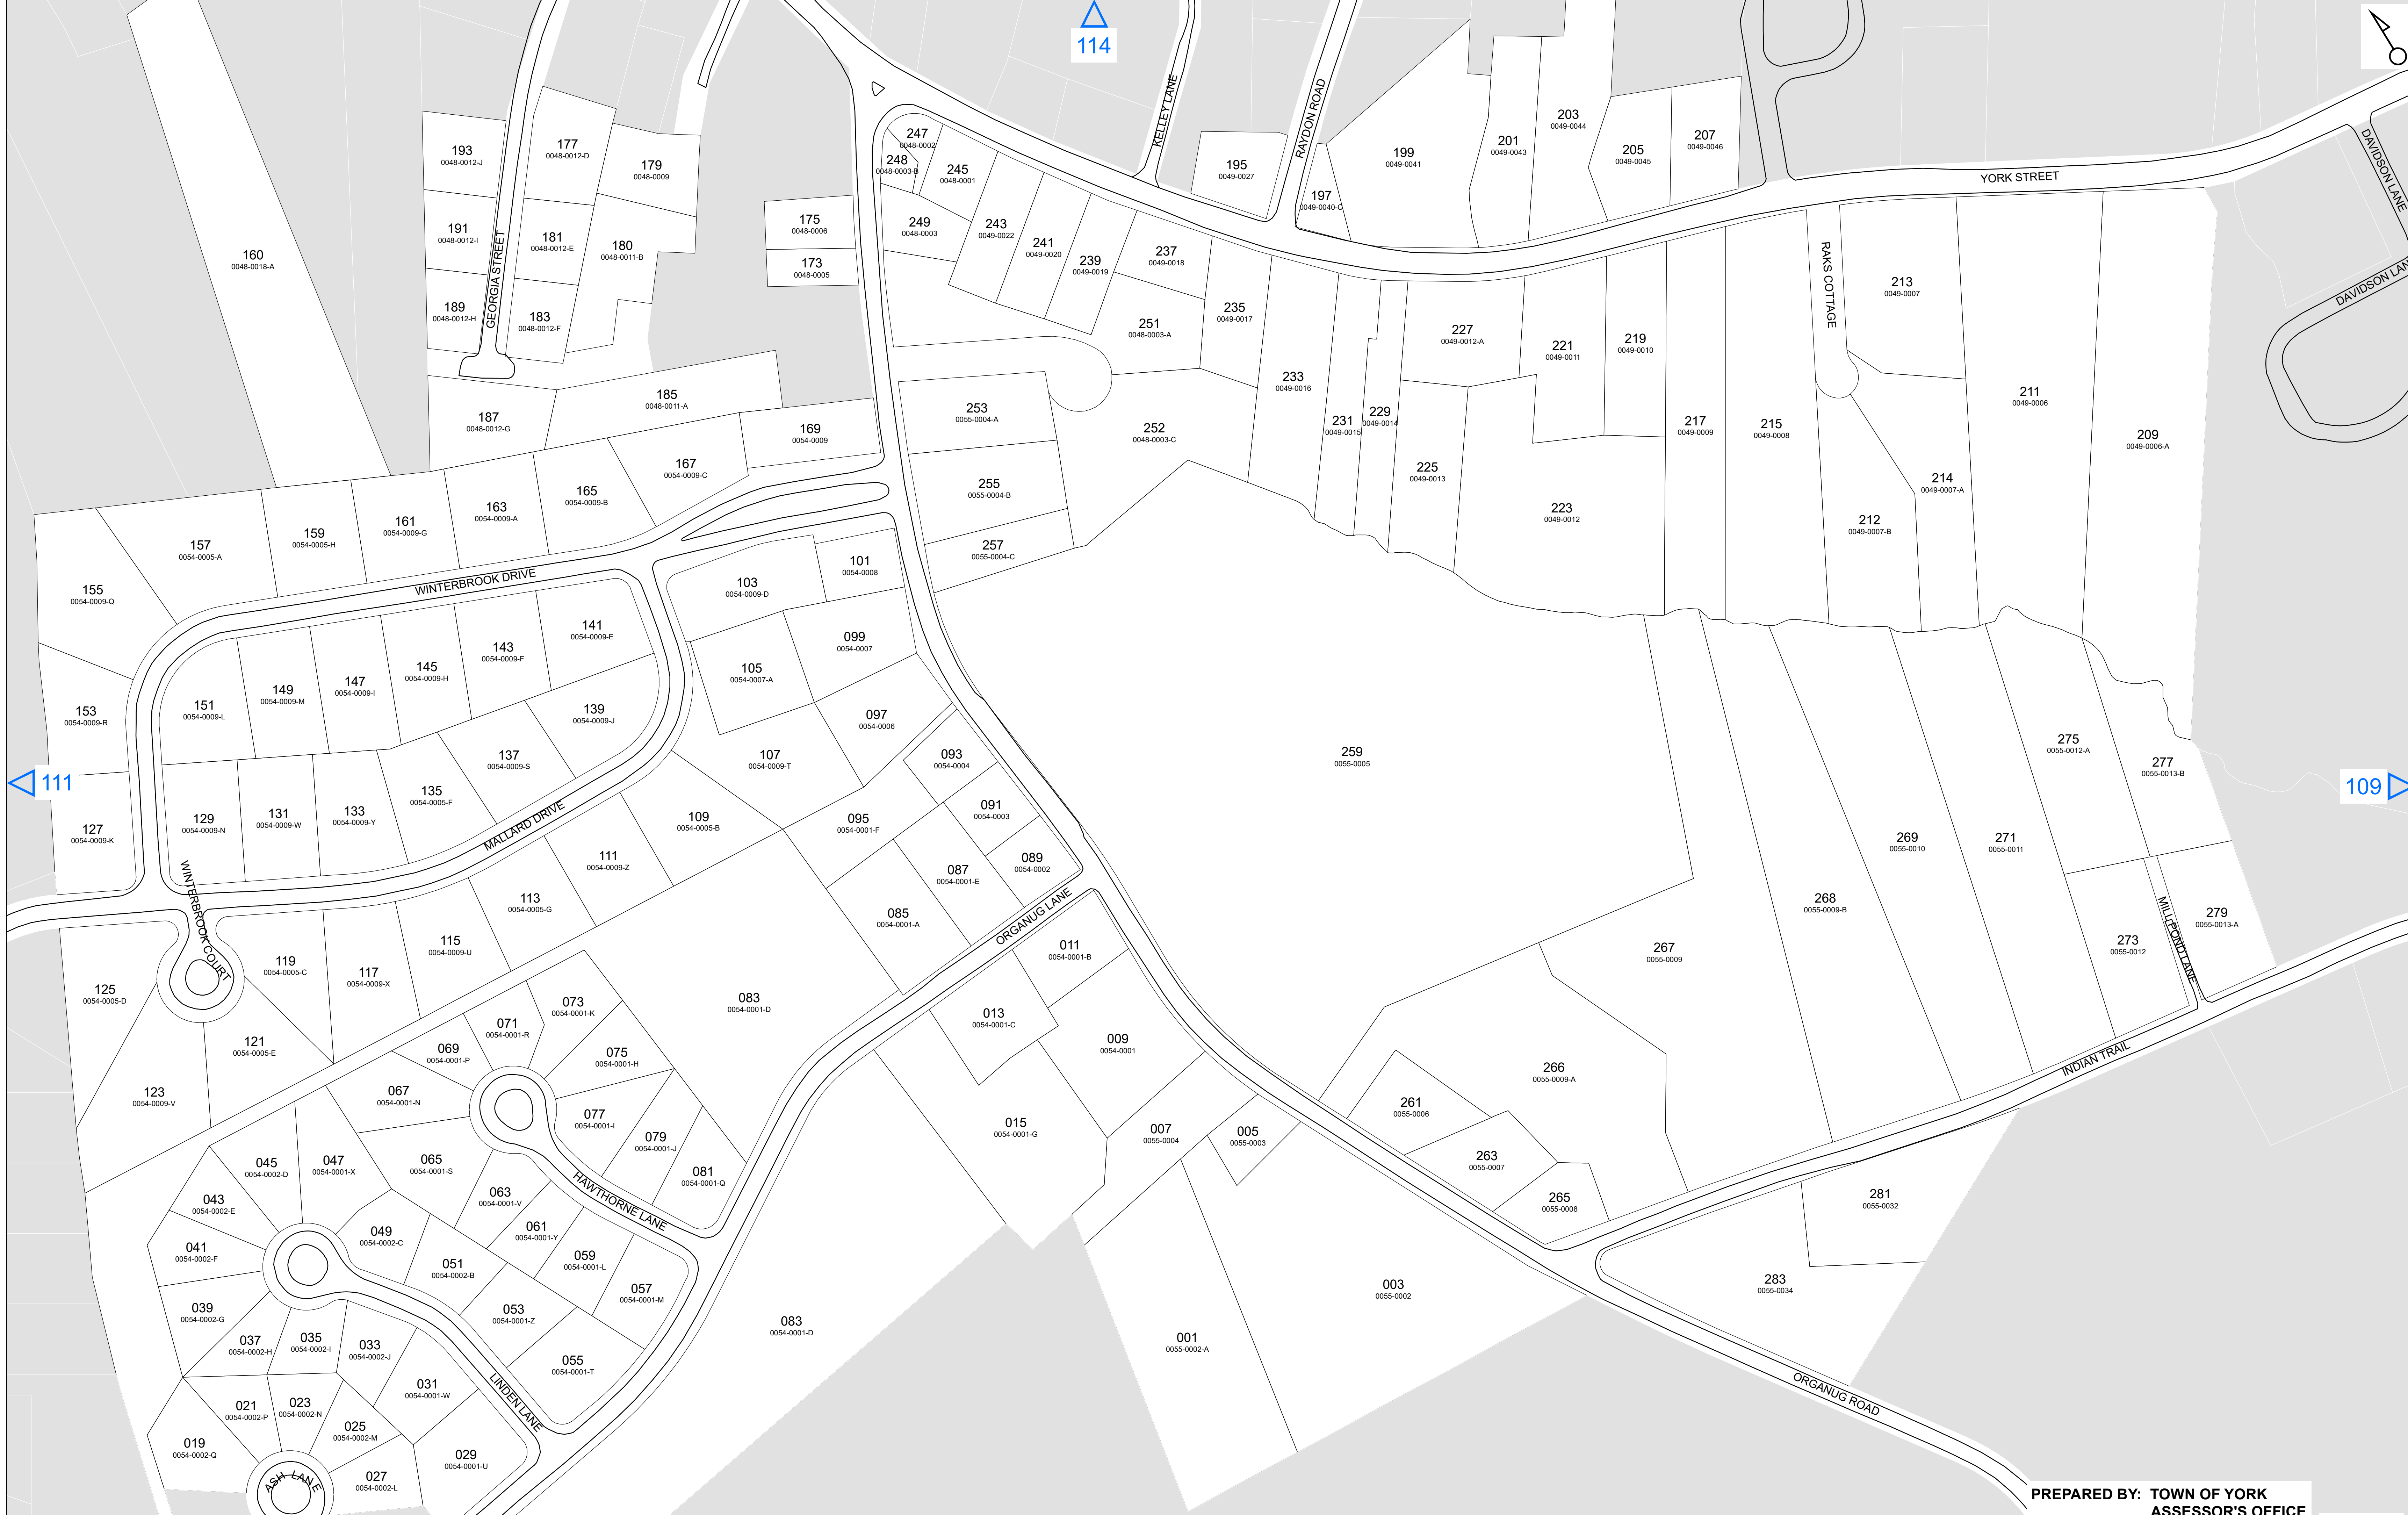 114
111
109
KELLEY LANE
RAYDON ROAD
YORK STREET
DAVIDSON LANE
GEORGIA STREET
RAKS COTTAGE
WINTERBROOK DRIVE
MALLARD DRIVE
WINTERBROOK COURT
ORGANUG LANE
HAWTHORNE LANE
LINDEN LANE
ASH LANE
MILL POND LANE
INDIAN TRAIL
ORGANUG ROAD
160
0048-0018-A
193
0048-0012-J
191
0048-0012-I
189
0048-0012-H
177
0048-0012-D
181
0048-0012-E
183
0048-0012-F
179
0048-0009
180
0048-0011-B
175
0048-0006
173
0048-0005
187
0048-0012-G
185
0048-0011-A
169
0054-0009
167
0054-0009-C
165
0054-0009-B
163
0054-0009-A
161
0054-0009-G
159
0054-0005-H
157
0054-0005-A
155
0054-0009-Q
153
0054-0009-R
127
0054-0009-K
247
0048-0002
248
0048-0003-B
245
0048-0001
249
0048-0003
243
0049-0022
241
0049-0020
239
0049-0019
237
0049-0018
235
0049-0017
251
0048-0003-A
195
0049-0027
197
0049-0040-C
199
0049-0041
201
0049-0043
203
0049-0044
205
0049-0045
207
0049-0046
253
0055-0004-A
255
0055-0004-B
257
0055-0004-C
252
0048-0003-C
233
0049-0016
231
0049-0015
229
0049-0014
227
0049-0012-A
225
0049-0013
223
0049-0012
221
0049-0011
219
0049-0010
217
0049-0009
215
0049-0008
213
0049-0007
212
0049-0007-B
214
0049-0007-A
211
0049-0006
209
0049-0006-A
151
0054-0009-L
149
0054-0009-M
147
0054-0009-I
145
0054-0009-H
143
0054-0009-F
141
0054-0009-E
139
0054-0009-J
137
0054-0009-S
135
0054-0005-F
133
0054-0009-Y
131
0054-0009-W
129
0054-0009-N
103
0054-0009-D
101
0054-0008
099
0054-0007
105
0054-0007-A
107
0054-0009-T
097
0054-0006
093
0054-0004
091
0054-0003
089
0054-0002
095
0054-0001-F
087
0054-0001-E
085
0054-0001-A
109
0054-0005-B
111
0054-0009-Z
113
0054-0005-G
115
0054-0009-U
117
0054-0009-X
119
0054-0005-C
121
0054-0005-E
123
0054-0009-V
125
0054-0005-D
083
0054-0001-D
073
0054-0001-K
071
0054-0001-R
069
0054-0001-P
067
0054-0001-N
075
0054-0001-H
077
0054-0001-I
079
0054-0001-J
081
0054-0001-Q
065
0054-0001-S
063
0054-0001-V
061
0054-0001-Y
059
0054-0001-L
057
0054-0001-M
055
0054-0001-T
053
0054-0001-Z
051
0054-0002-B
049
0054-0002-C
047
0054-0001-X
045
0054-0002-D
043
0054-0002-E
041
0054-0002-F
039
0054-0002-G
037
0054-0002-H
035
0054-0002-I
033
0054-0002-J
031
0054-0001-W
029
0054-0001-U
027
0054-0002-L
025
0054-0002-M
023
0054-0002-N
021
0054-0002-P
019
0054-0002-Q
011
0054-0001-B
013
0054-0001-C
009
0054-0001
015
0054-0001-G
007
0055-0004
005
0055-0003
083
0054-0001-D
001
0055-0002-A
003
0055-0002
259
0055-0005
261
0055-0006
263
0055-0007
265
0055-0008
266
0055-0009-A
267
0055-0009
268
0055-0009-B
269
0055-0010
271
0055-0011
275
0055-0012-A
277
0055-0013-B
273
0055-0012
279
0055-0013-A
281
0055-0032
283
0055-0034
DAVIDSON LAN
PREPARED BY: TOWN OF YORK
ASSESSOR'S OFFICE